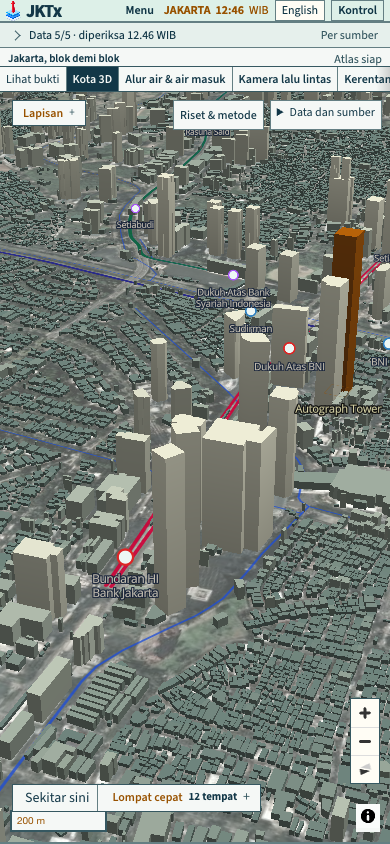 JKTx
Menu
JAKARTA 12:46 WIB
English
Kontrol
Data 5/5 · diperiksa 12.46 WIB
Per sumber
Jakarta, blok demi blok
Atlas siap
Lihat bukti
Kota 3D
Alur air & air masuk
Kamera lalu lintas
Kerentan
Lapisan +
Riset & metode
Data dan sumber
Rasuna Said
Setiabudi
Seti
Dukuh Atas Bank
Syariah Indonesia
Sudirman
BNI
Dukuh Atas BNI
Autograph Tower
Bundaran HI
Bank Jakarta
+
−
Sekitar sini
Lompat cepat 12 tempat +
200 m